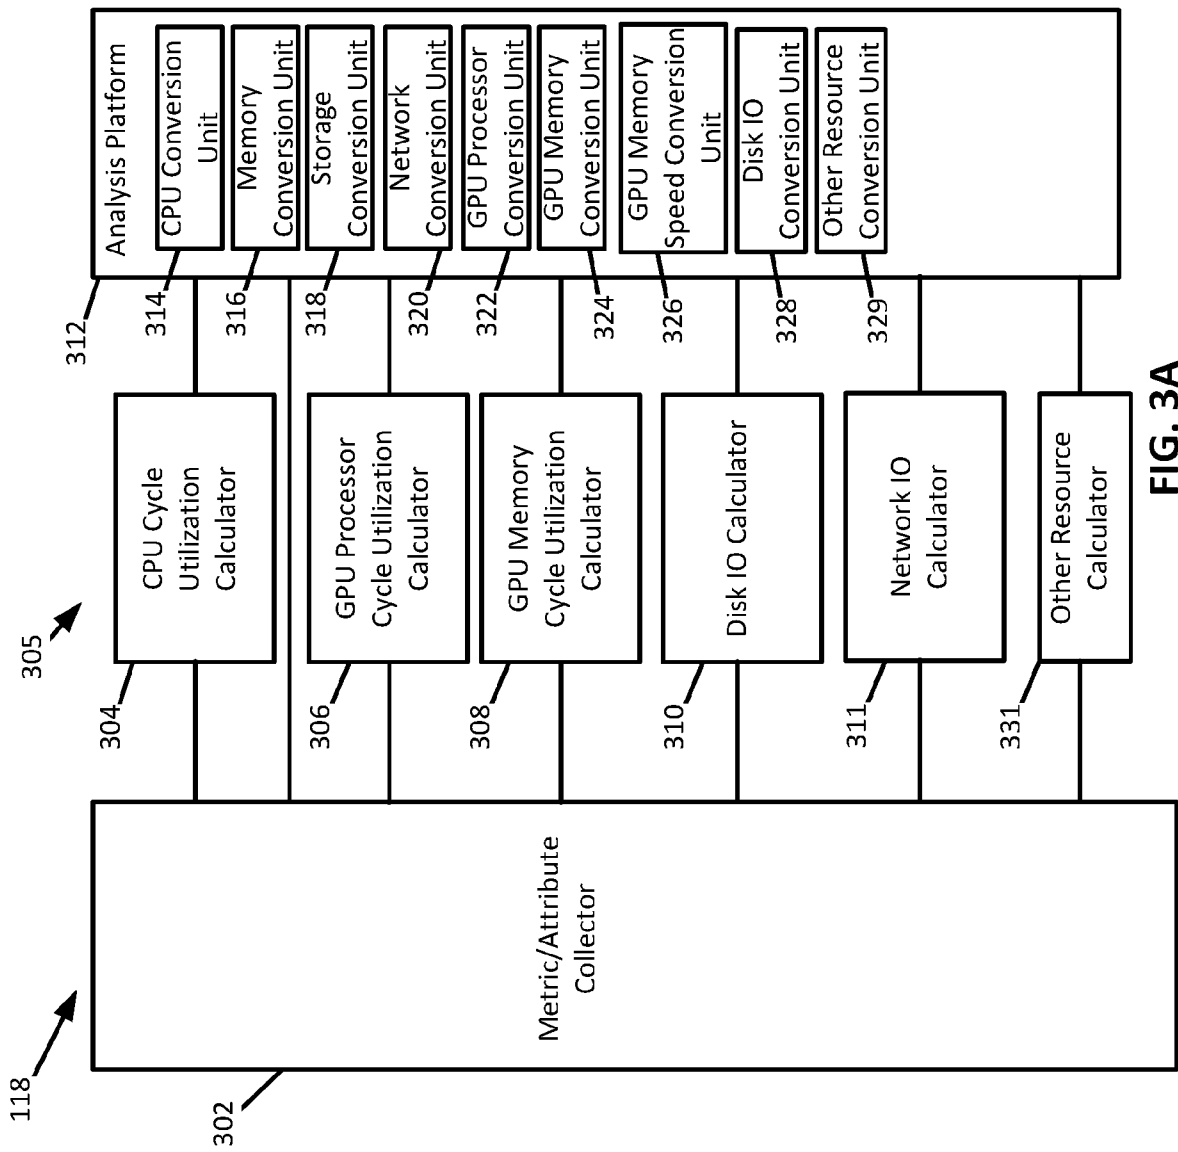 118
302
Metric/Attribute
Collector
305
304
CPU Cycle
Utilization
Calculator
306
GPU Processor
Cycle Utilization
Calculator
308
GPU Memory
Cycle Utilization
Calculator
310
Disk IO Calculator
311
Network IO
Calculator
331
Other Resource
Calculator
312
Analysis Platform
314
CPU Conversion
Unit
316
Memory
Conversion Unit
318
Storage
Conversion Unit
320
Network
Conversion Unit
322
GPU Processor
Conversion Unit
324
GPU Memory
Conversion Unit
326
GPU Memory
Speed Conversion
Unit
328
Disk IO
Conversion Unit
329
Other Resource
Conversion Unit
FIG. 3A